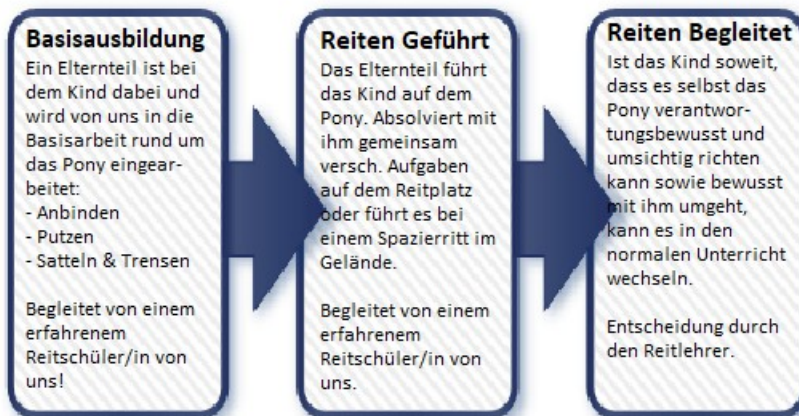 Basisausbildung
Ein Elternteil ist bei
dem Kind dabei und
wird von uns in die
Basisarbeit rund um
das Pony eingear-
beitet:
- Anbinden
- Putzen
- Satteln & Trensen
Begleitet von einem
erfahrenem
Reitschüler/in von
uns!
Reiten Geführt
Das Elternteil führt
das Kind auf dem
Pony. Absolviert mit
ihm gemeinsam
versch. Aufgaben
auf dem Reitplatz
oder führt es bei
einem Spazierritt im
Gelände.
Begleitet von einem
erfahrenem
Reitschüler/in von
uns.
Reiten Begleitet
Ist das Kind soweit,
dass es selbst das
Pony verantwor-
tungsbewusst und
umsichtig richten
kann sowie bewusst
mit ihm umgeht,
kann es in den
normalen Unterricht
wechseln.
Entscheidung durch
den Reitlehrer.